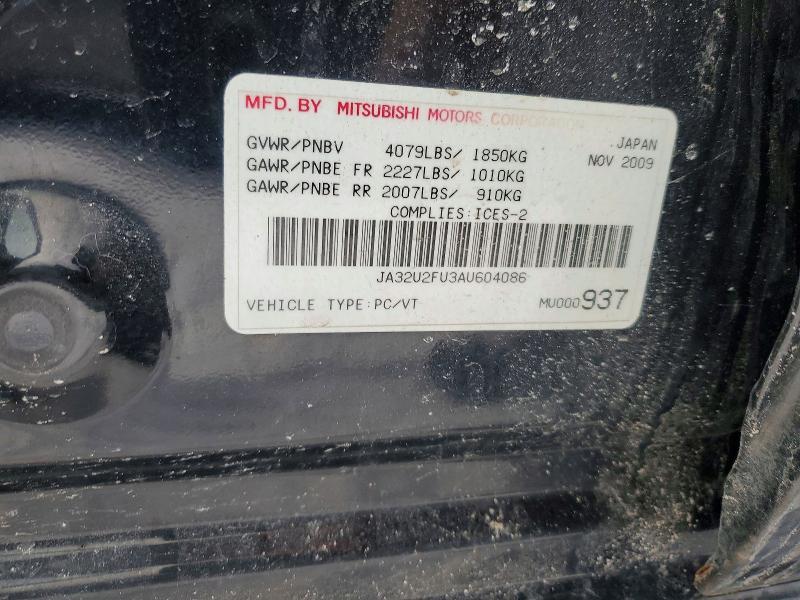 MFD. BY MITSUBISHI MOTORS CORPORATION
JAPAN
NOV 2009
GVWR/PNBV 4079LBS/ 1850KG
GAWR/PNBE FR 2227LBS/ 1010KG
GAWR/PNBE RR 2007LBS/ 910KG
COMPLIES:ICES-2
JA32U2FU3AU604086
VEHICLE TYPE:PC/VT
MU000937